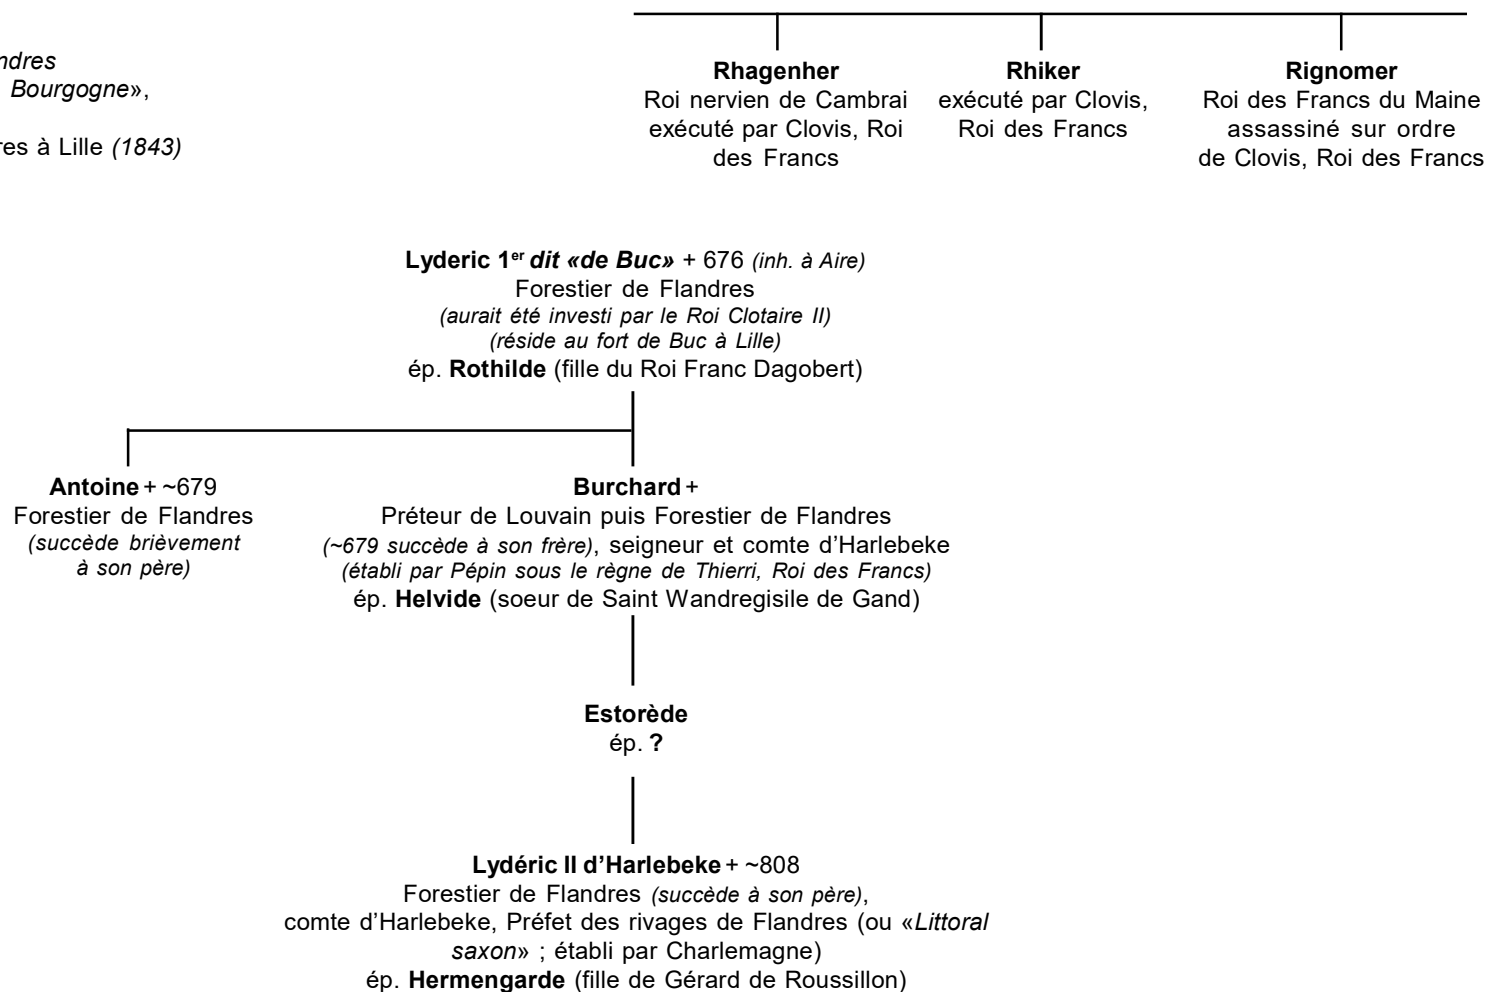 ndres
Bourgogne»,
res à Lille (1843)
Rhagenher
Roi nervien de Cambrai
exécuté par Clovis, Roi
des Francs
Rhiker
exécuté par Clovis,
Roi des Francs
Rignomer
Roi des Francs du Maine
assassiné sur ordre
de Clovis, Roi des Francs
Lyderic 1er dit «de Buc» + 676 (inh. à Aire)
Forestier de Flandres
(aurait été investi par le Roi Clotaire II)
(réside au fort de Buc à Lille)
ép. Rothilde (fille du Roi Franc Dagobert)
Antoine + ~679
Forestier de Flandres
(succède brièvement
à son père)
Burchard +
Préteur de Louvain puis Forestier de Flandres
(~679 succède à son frère), seigneur et comte d’Harlebeke
(établi par Pépin sous le règne de Thierri, Roi des Francs)
ép. Helvide (soeur de Saint Wandregisile de Gand)
Estorède
ép. ?
Lydéric II d’Harlebeke + ~808
Forestier de Flandres (succède à son père),
comte d’Harlebeke, Préfet des rivages de Flandres (ou «Littoral
saxon» ; établi par Charlemagne)
ép. Hermengarde (fille de Gérard de Roussillon)